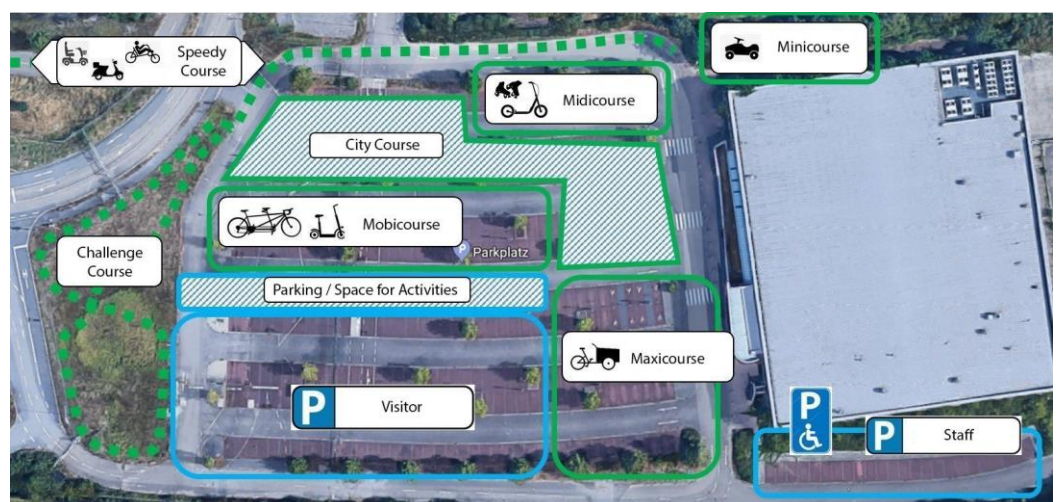 Speedy
Course
Minicourse
Midicourse
City Course
Mobicourse
Parkplatz
Challenge
Course
Parking / Space for Activities
Maxicourse
P
Visitor
P
P
Staff